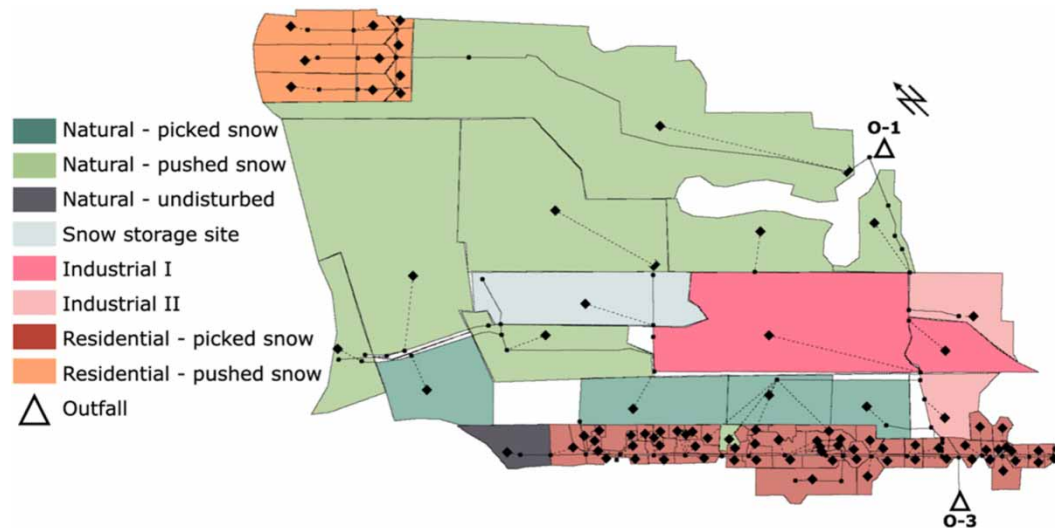 O-1
Natural - picked snow
Natural - pushed snow
Natural - undisturbed
Snow storage site
Industrial I
Industrial II
Residential - picked snow
Residential - pushed snow
Outfall
O-3